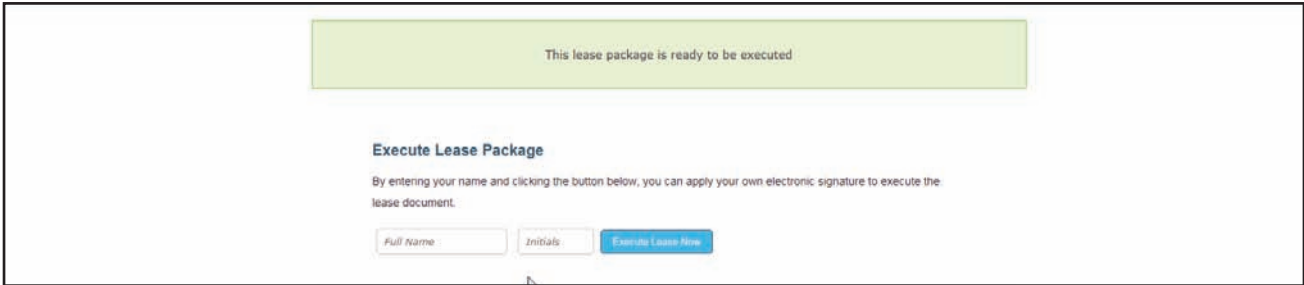 This lease package is ready to be executed
Execute Lease Package
By entering your name and clicking the button below, you can apply your own electronic signature to execute the
lease document.
Full Name Initials Execute Lease Now